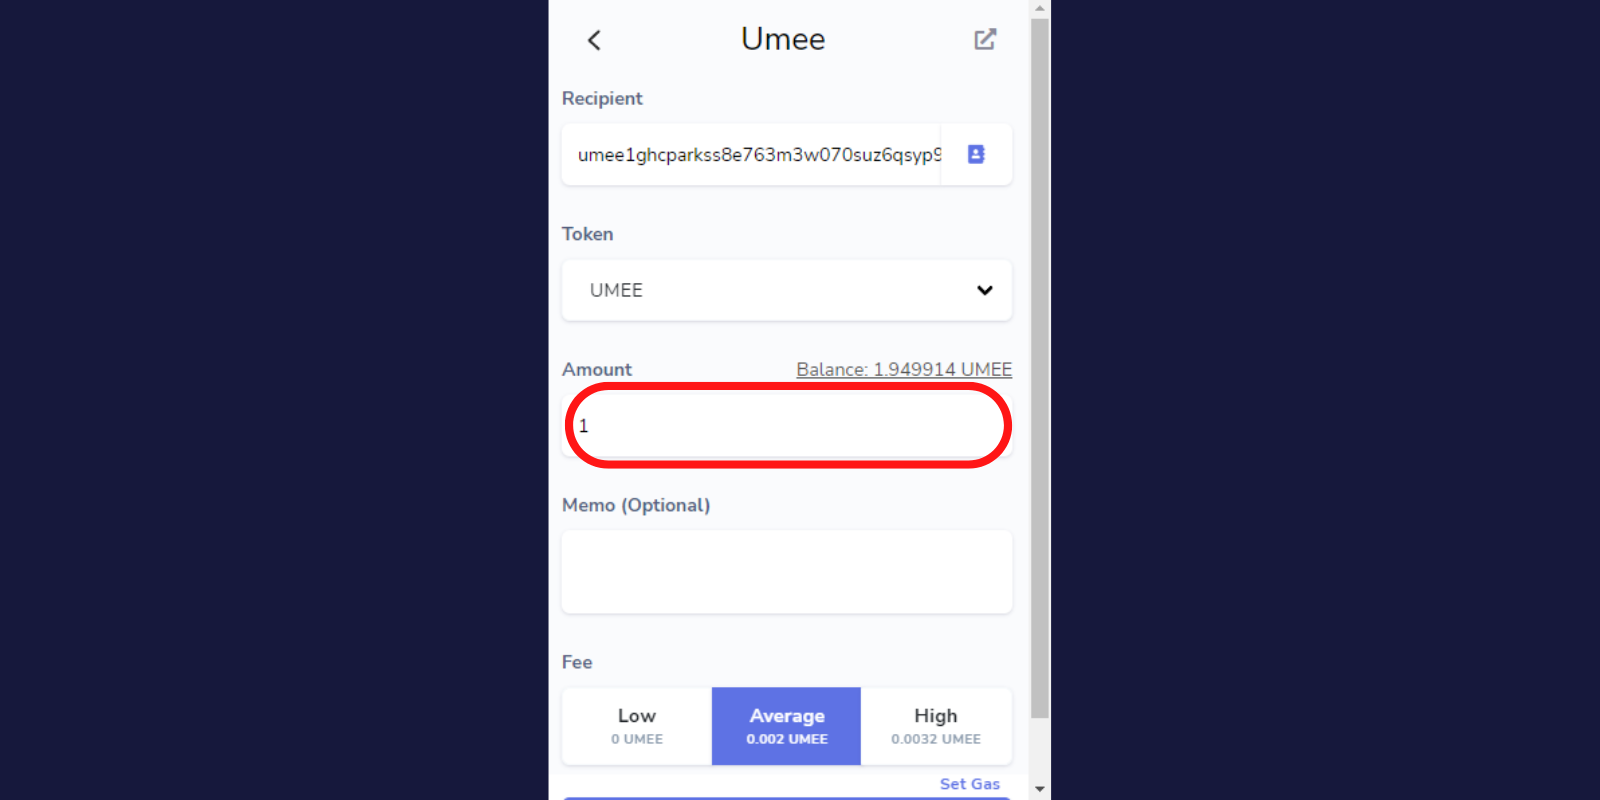 Umee
Recipient
umee1ghcparkss8e763m3w070suz6qsyp9
Token
UMEE
Amount
Balance: 1.949914 UMEE
1
Memo (Optional)
Fee
Low
0 UMEE
Average
0.002 UMEE
High
0.0032 UMEE
Set Gas